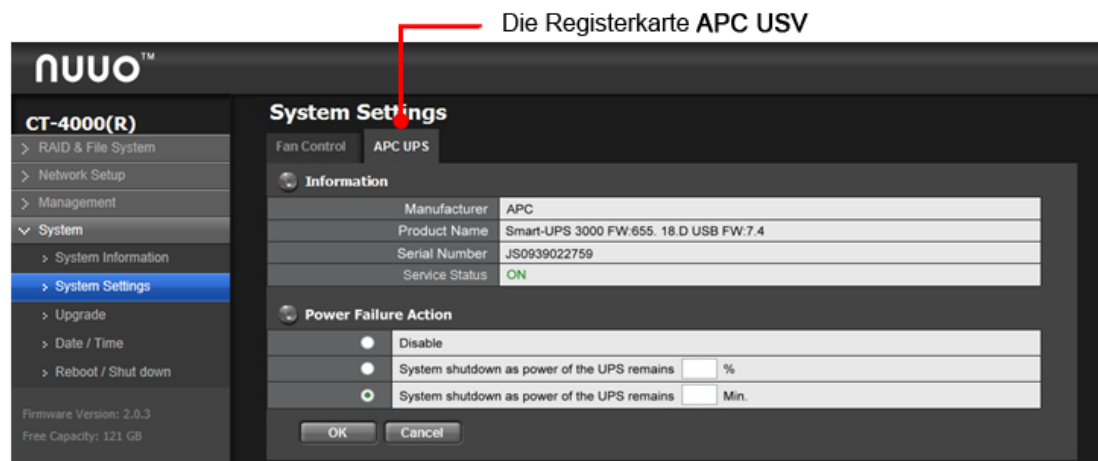 Die Registerkarte APC USV
nuuo™
CT-4000(R)
RAID & File System
Network Setup
Management
System
System Information
System Settings
Upgrade
Date / Time
Reboot / Shut down
Firmware Version: 2.0.3
Free Capacity: 121 GB
System Settings
Fan Control APC UPS
Information
Manufacturer APC
Product Name Smart-UPS 3000 FW:655. 18.D USB FW:7.4
Serial Number JS0939022759
Service Status ON
Power Failure Action
Disable
System shutdown as power of the UPS remains %
System shutdown as power of the UPS remains Min.
OK Cancel